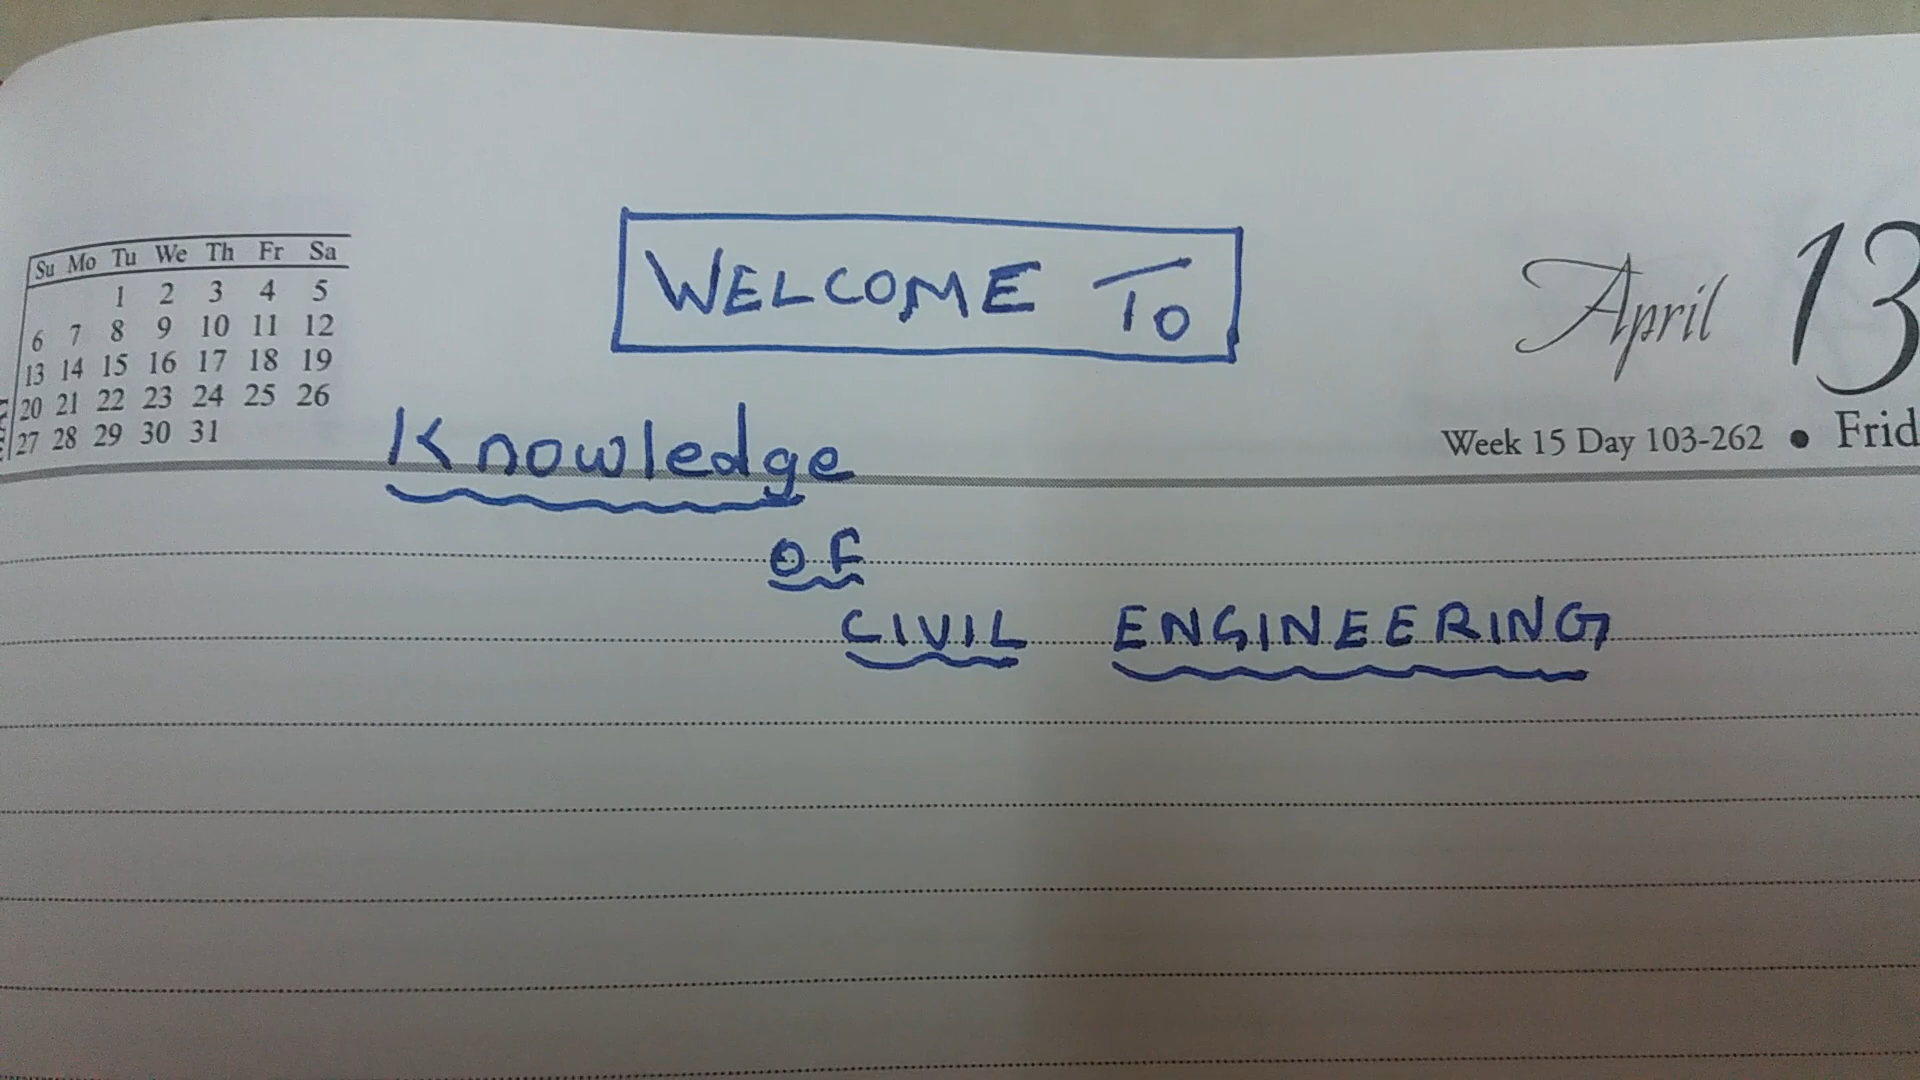 Su Mo Tu We Th Fr Sa
1 2 3 4 5
6 7 8 9 10 11 12
13 14 15 16 17 18 19
20 21 22 23 24 25 26
27 28 29 30 31
WELCOME To
April 13
Week 15 Day 103-262 • Frid
Knowledge
OF
CIVIL ENGINEERING